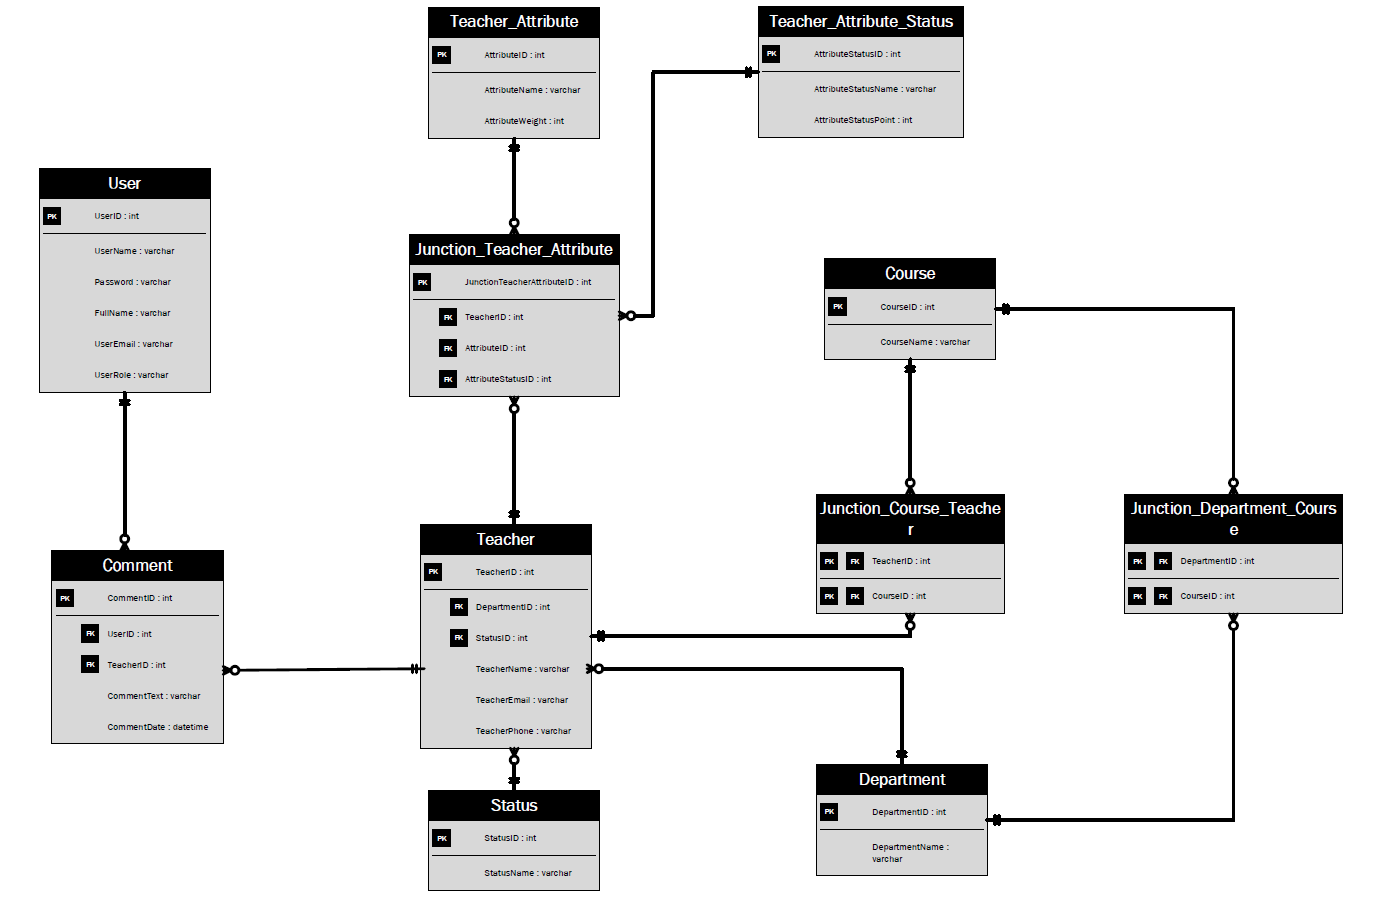 Teacher_Attribute
PK AttributeID : int
AttributeName : varchar
AttributeWeight : int
Teacher_Attribute_Status
PK AttributeStatusID : int
AttributeStatusName : varchar
AttributeStatusPoint : int
User
PK UserID : int
UserName : varchar
Password : varchar
FullName : varchar
UserEmail : varchar
UserRole : varchar
Junction_Teacher_Attribute
PK JunctionTeacherAttributeID : int
FK TeacherID : int
FK AttributeID : int
FK AttributeStatusID : int
Course
PK CourseID : int
CourseName : varchar
Junction_Course_Teache
r
PK FK TeacherID : int
PK FK CourseID : int
Junction_Department_Cours
e
PK FK DepartmentID : int
PK FK CourseID : int
Teacher
PK TeacherID : int
FK DepartmentID : int
FK StatusID : int
TeacherName : varchar
TeacherEmail : varchar
TeacherPhone : varchar
Comment
PK CommentID : int
FK UserID : int
FK TeacherID : int
CommentText : varchar
CommentDate : datetime
Status
PK StatusID : int
StatusName : varchar
Department
PK DepartmentID : int
DepartmentName :
varchar